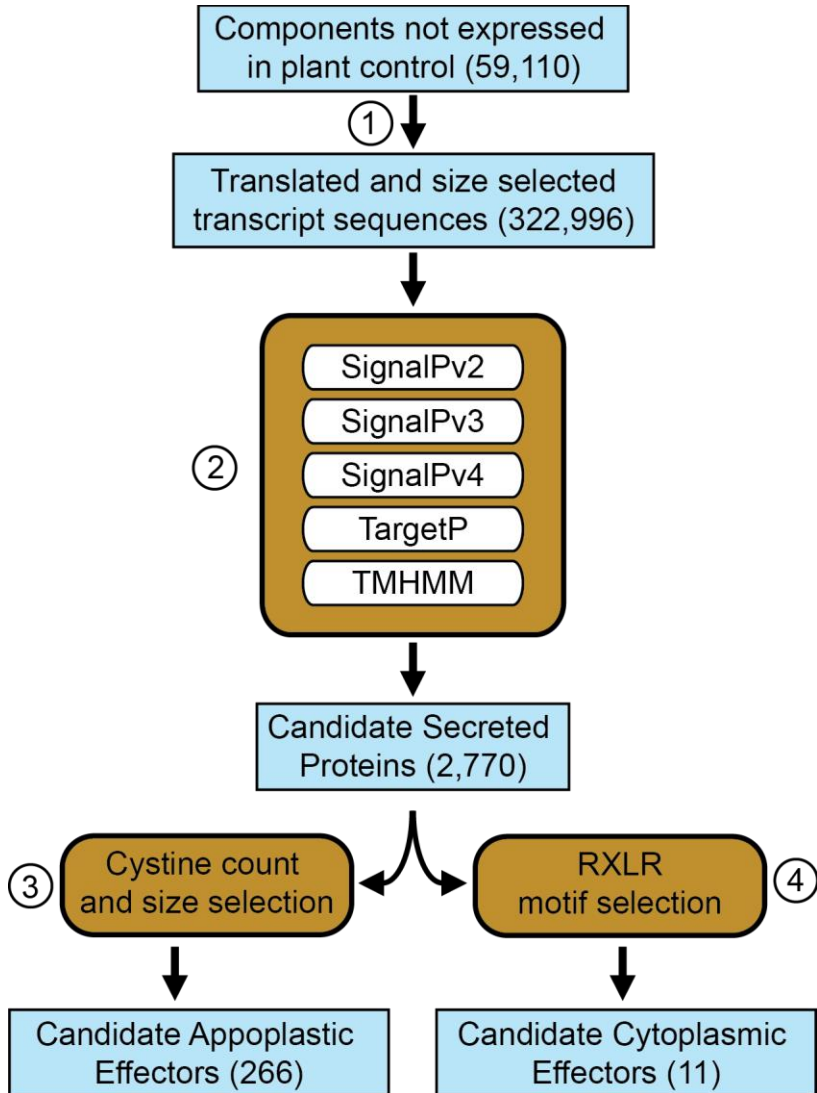 Components not expressed
in plant control (59,110)
1
Translated and size selected
transcript sequences (322,996)
2
SignalPv2
SignalPv3
SignalPv4
TargetP
TMHMM
Candidate Secreted
Proteins (2,770)
3
Cystine count
and size selection
RXLR
motif selection
4
Candidate Appoplastic
Effectors (266)
Candidate Cytoplasmic
Effectors (11)